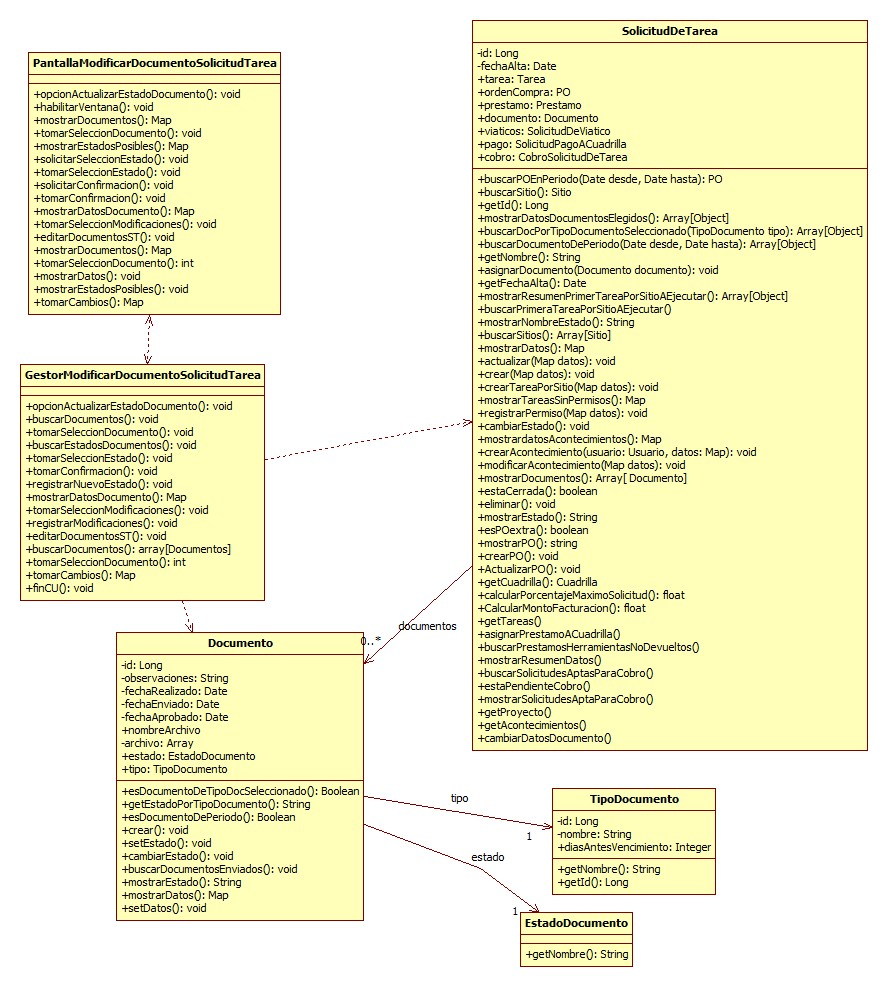 PantallaModificarDocumentoSolicitudTarea
+opcionActualizarEstadoDocumento(): void
+habilitarVentana(): void
+mostrarDocumentos(): Map
+tomarSeleccionDocumento(): void
+mostrarEstadosPosibles(): Map
+solicitarSeleccionEstado(): void
+tomarSeleccionEstado(): void
+solicitarConfirmacion(): void
+tomarConfirmacion(): void
+mostrarDatosDocumento(): Map
+tomarSeleccionModificaciones(): void
+editarDocumentosST(): void
+mostrarDocumentos(): Map
+tomarSeleccionDocumento(): int
+mostrarDatos(): void
+mostrarEstadosPosibles(): void
+tomarCambios(): Map
GestorModificarDocumentoSolicitudTarea
+opcionActualizarEstadoDocumento(): void
+buscarDocumentos(): void
+tomarSeleccionDocumento(): void
+buscarEstadosDocumentos(): void
+tomarSeleccionEstado(): void
+tomarConfirmacion(): void
+registrarNuevoEstado(): void
+mostrarDatosDocumento(): Map
+tomarSeleccionModificaciones(): void
+registrarModificaciones(): void
+editarDocumentosST(): void
+buscarDocumentos(): array[Documentos]
+tomarSeleccionDocumento(): int
+tomarCambios(): Map
+finCU(): void
SolicitudDeTarea
-id: Long
-fechaAlta: Date
+tarea: Tarea
+ordenCompra: PO
+prestamo: Prestamo
+documento: Documento
+viaticos: SolicitudDeViatico
+pago: SolicitudPagoACuadrilla
+cobro: CobroSolicitudDeTarea
+buscarPOEnPeriodo(Date desde, Date hasta): PO
+buscarSitio(): Sitio
+getId(): Long
+mostrarDatosDocumentosElegidos(): Array[Object]
+buscarDocPorTipoDocumentoSeleccionado(TipoDocumento tipo): Array[Object]
+buscarDocumentoDePeriodo(Date desde, Date hasta): Array[Object]
+getNombre(): String
+asignarDocumento(Documento documento): void
+getFechaAlta(): Date
+mostrarResumenPrimerTareaPorSitioAEjecutar(): Array[Object]
+buscarPrimeraTareaPorSitioAEjecutar()
+mostrarNombreEstado(): String
+buscarSitios(): Array[Sitio]
+mostrarDatos(): Map
+actualizar(Map datos): void
+crear(Map datos): void
+crearTareaPorSitio(Map datos): void
+mostrarTareasSinPermisos(): Map
+registrarPermiso(Map datos): void
+cambiarEstado(): void
+mostrardatosAcontecimientos(): Map
+crearAcontecimiento(usuario: Usuario, datos: Map): void
+modificarAcontecimiento(Map datos): void
+mostrarDocumentos(): Array[ Documento]
+estaCerrada(): boolean
+eliminar(): void
+mostrarEstado(): String
+esPOextra(): boolean
+mostrarPO(): string
+crearPO(): void
+ActualizarPO(): void
+getCuadrilla(): Cuadrilla
+calcularPorcentajeMaximoSolicitud(): float
+CalcularMontoFacturacion(): float
+getTareas()
+asignarPrestamoACuadrilla()
+buscarPrestamosHerramientasNoDevueltos()
+mostrarResumenDatos()
+buscarSolicitudesAptasParaCobro()
+estaPendienteCobro()
+mostrarSolicitudesAptaParaCobro()
+getProyecto()
+getAcontecimientos()
+cambiarDatosDocumento()
documentos
0..*
Documento
-id: Long
-observaciones: String
-fechaRealizado: Date
-fechaEnviado: Date
-fechaAprobado: Date
+nombreArchivo
-archivo: Array
+estado: EstadoDocumento
+tipo: TipoDocumento
+esDocumentoDeTipoDocSeleccionado(): Boolean
+getEstadoPorTipoDocumento(): String
+esDocumentoDePeriodo(): Boolean
+crear(): void
+setEstado(): void
+cambiarEstado(): void
+buscarDocumentosEnviados(): void
+mostrarEstado(): String
+mostrarDatos(): Map
+setDatos(): void
tipo
1
TipoDocumento
-id: Long
-nombre: String
+diasAntesVencimiento: Integer
+getNombre(): String
+getId(): Long
estado
1
EstadoDocumento
+getNombre(): String